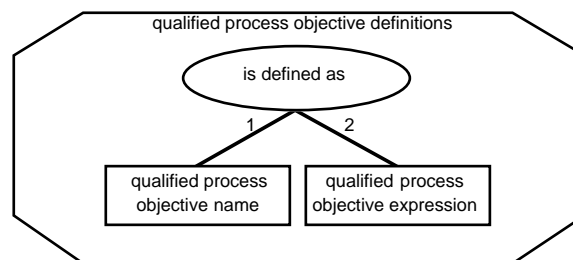 qualified process objective definitions
is defined as
1 2
qualified process
objective name
qualified process
objective expression